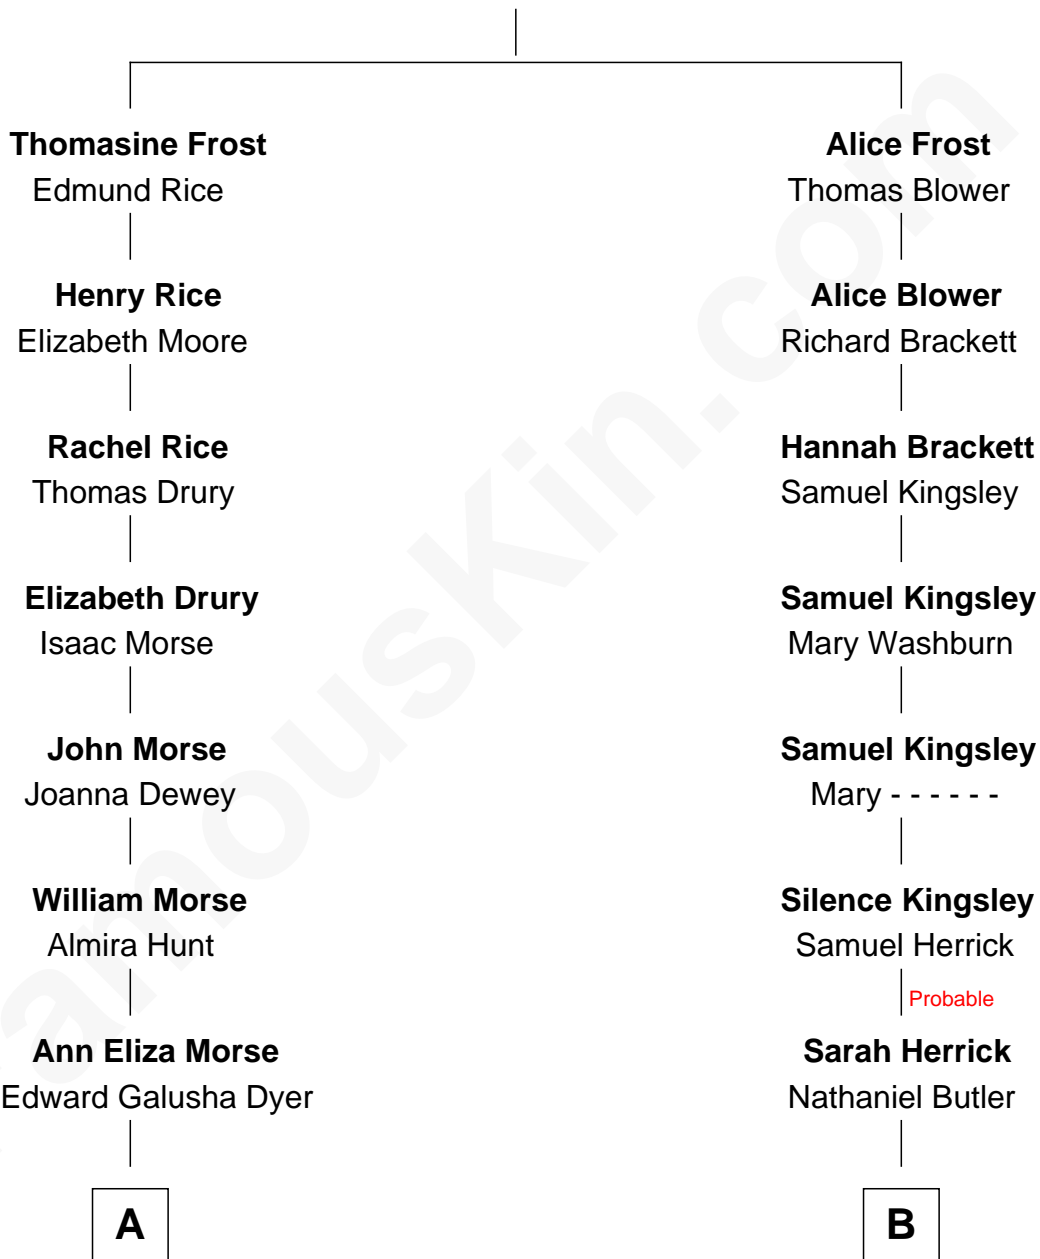 Thomasine Frost
Edmund Rice
Henry Rice
Elizabeth Moore
Rachel Rice
Thomas Drury
Elizabeth Drury
Isaac Morse
John Morse
Joanna Dewey
William Morse
Almira Hunt
Ann Eliza Morse
Edward Galusha Dyer
A
Alice Frost
Thomas Blower
Alice Blower
Richard Brackett
Hannah Brackett
Samuel Kingsley
Samuel Kingsley
Mary Washburn
Samuel Kingsley
Mary - - - - - -
Silence Kingsley
Samuel Herrick
Probable
Sarah Herrick
Nathaniel Butler
B
amouskin.com